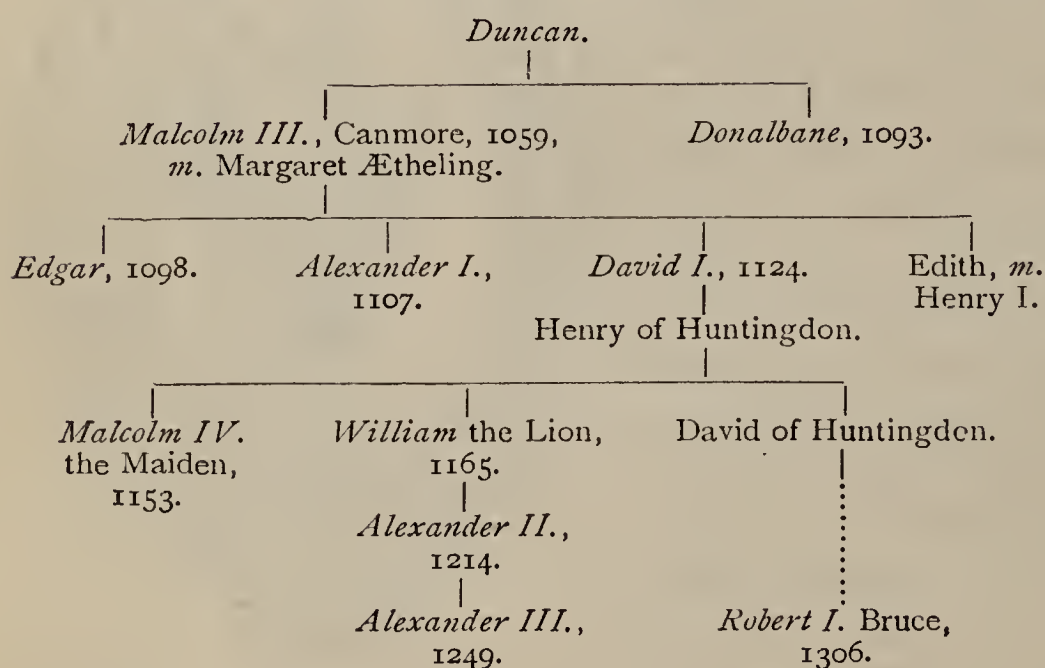 Duncan.
Malcolm III., Canmore, 1059,
m. Margaret Ætheling.
Donalbane, 1093.
Edgar, 1098.
Alexander I.,
1107.
David I., 1124.
Edith, m.
Henry I.
Henry of Huntingdon.
Malcolm IV.
the Maiden,
1153.
William the Lion,
1165.
David of Huntingdon.
Alexander II.,
1214.
Alexander III.,
1249.
Robert I. Bruce,
1306.